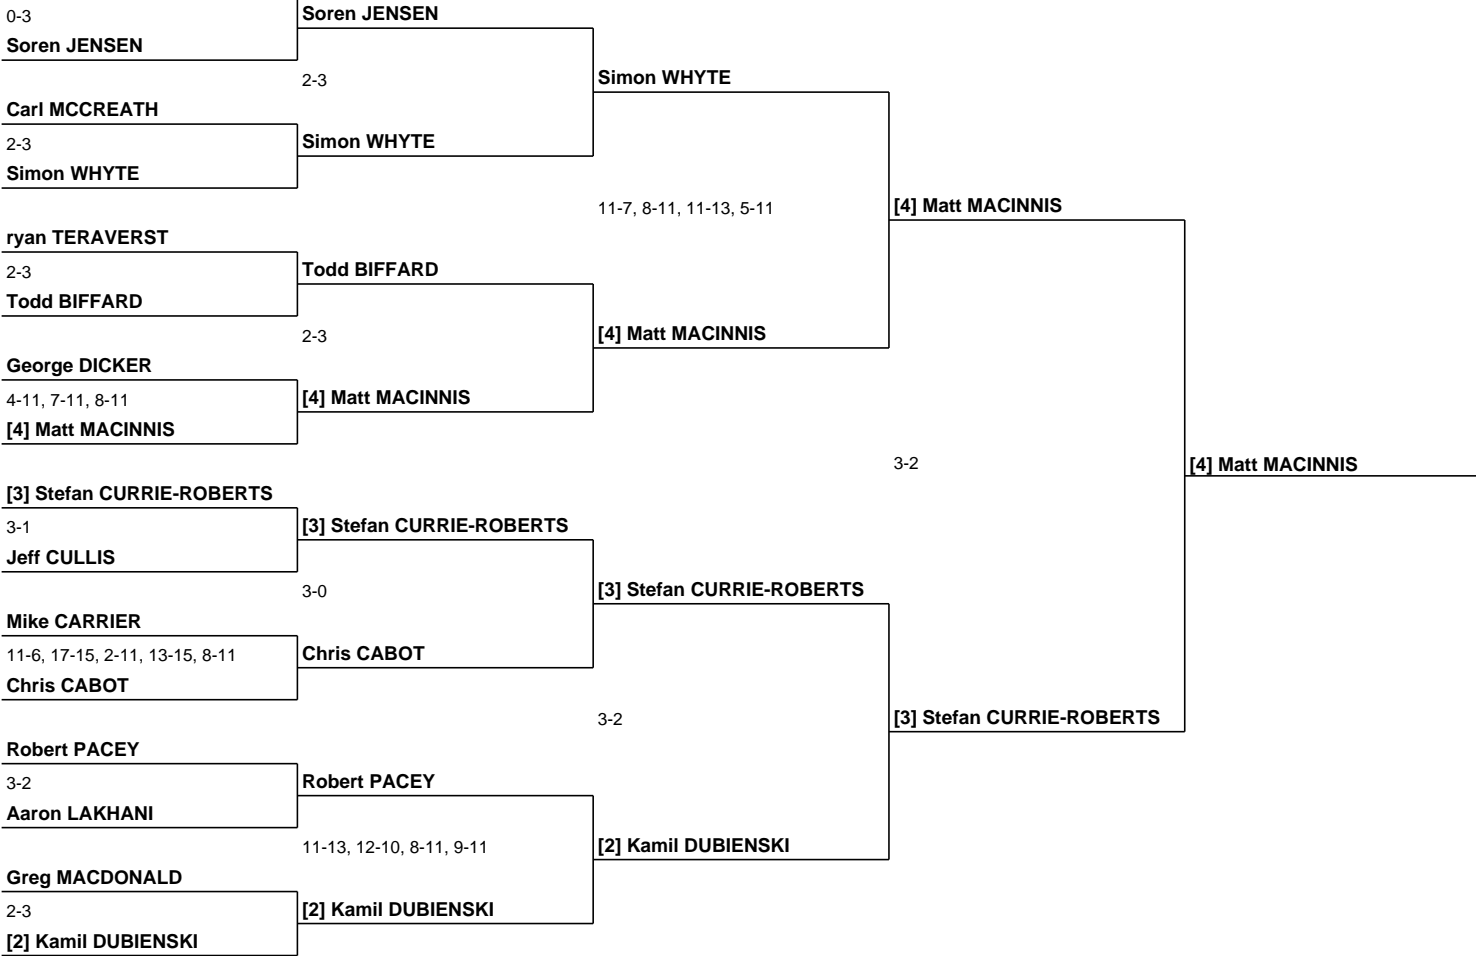 0-3
Soren JENSEN
Soren JENSEN
2-3
Simon WHYTE
Carl MCCREATH
2-3
Simon WHYTE
Simon WHYTE
11-7, 8-11, 11-13, 5-11
[4] Matt MACINNIS
ryan TERAVERST
2-3
Todd BIFFARD
Todd BIFFARD
2-3
[4] Matt MACINNIS
George DICKER
4-11, 7-11, 8-11
[4] Matt MACINNIS
[4] Matt MACINNIS
3-2
[4] Matt MACINNIS
[3] Stefan CURRIE-ROBERTS
3-1
Jeff CULLIS
[3] Stefan CURRIE-ROBERTS
3-0
[3] Stefan CURRIE-ROBERTS
Mike CARRIER
11-6, 17-15, 2-11, 13-15, 8-11
Chris CABOT
Chris CABOT
3-2
[3] Stefan CURRIE-ROBERTS
Robert PACEY
3-2
Aaron LAKHANI
Robert PACEY
11-13, 12-10, 8-11, 9-11
[2] Kamil DUBIENSKI
Greg MACDONALD
2-3
[2] Kamil DUBIENSKI
[2] Kamil DUBIENSKI